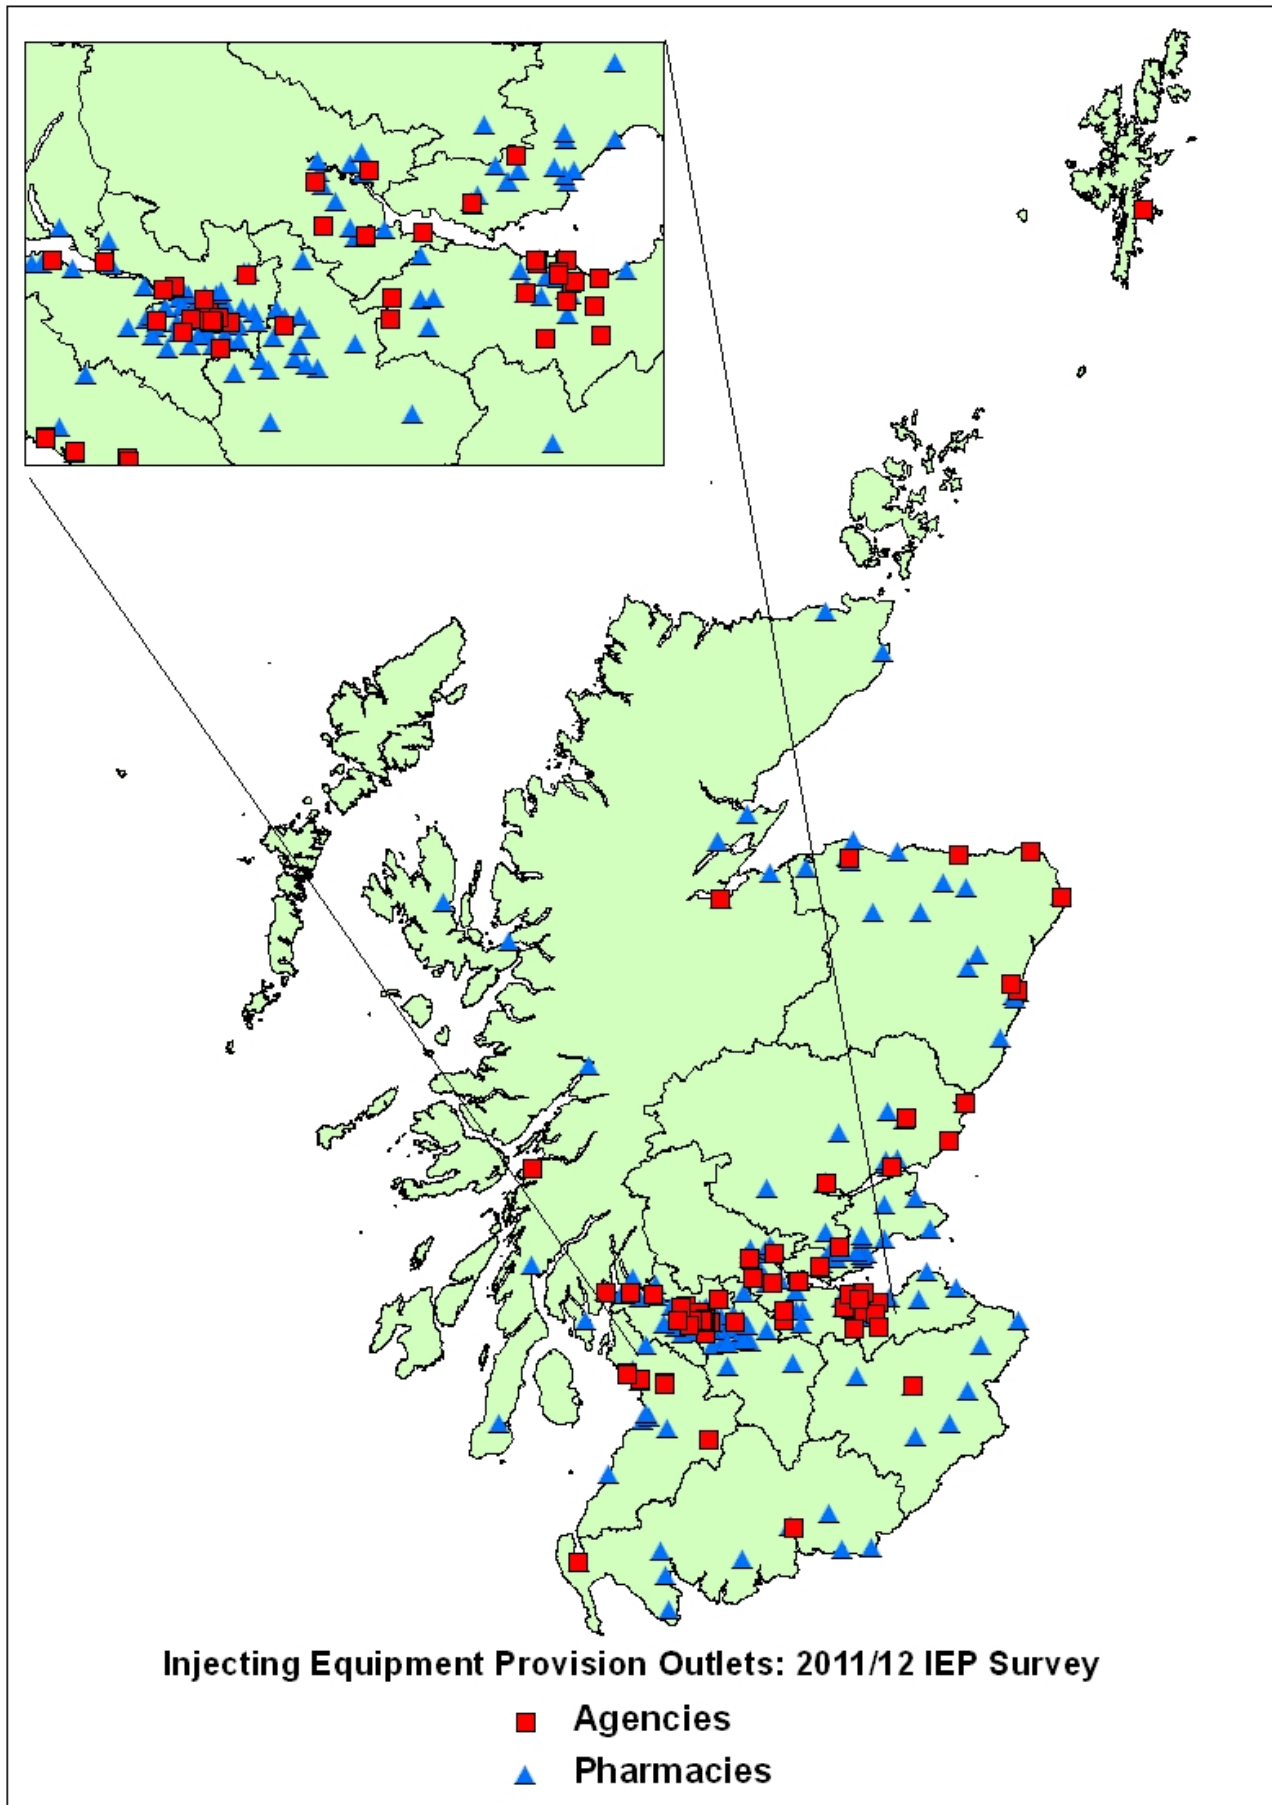 Injecting Equipment Provision Outlets: 2011/12 IEP Survey
Agencies
Pharmacies